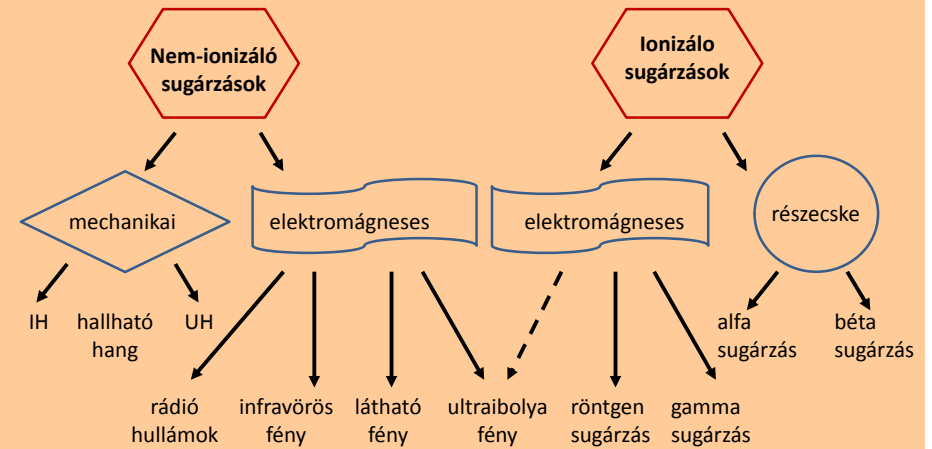 Nem-ionizáló
sugárzások
Ionizálo
sugárzások
mechanikai
elektromágneses
elektromágneses
részecske
IH
hallható
hang
UH
alfa
sugárzás
béta
sugárzás
rádió
hullámok
infravörös
fény
látható
fény
ultraibolya
fény
röntgen
sugárzás
gamma
sugárzás